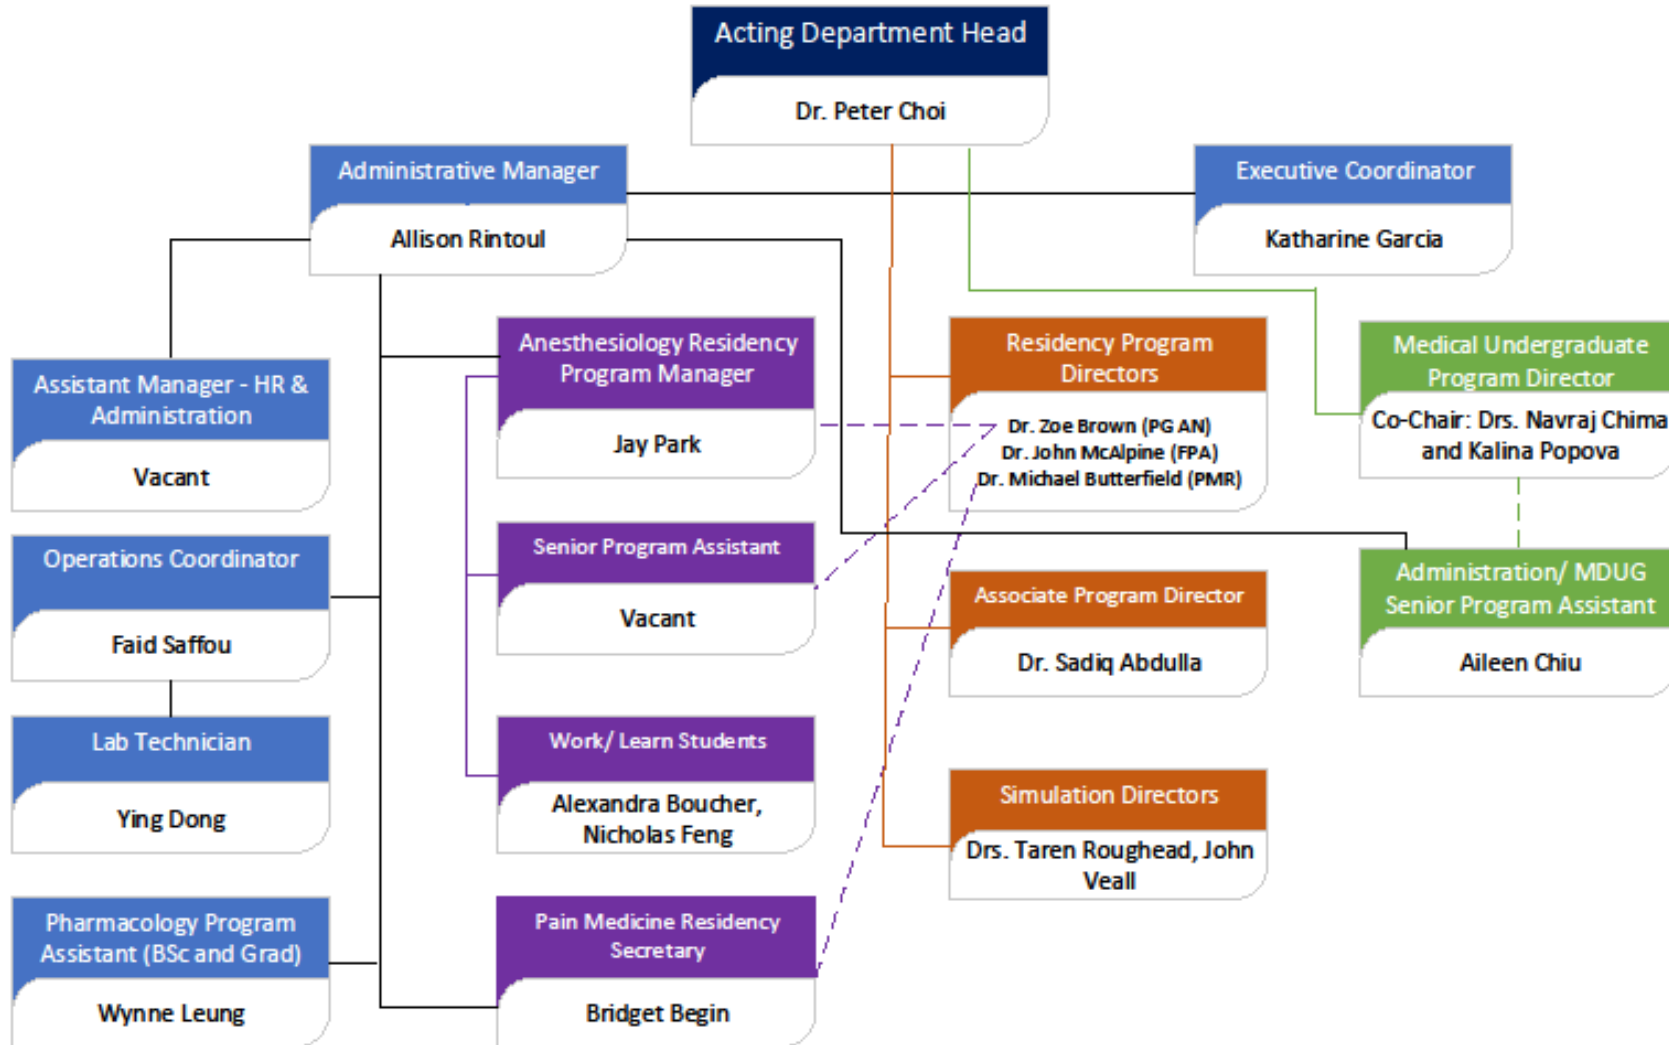 Acting Department Head
Dr. Peter Choi
Administrative Manager
Allison Rintoul
Executive Coordinator
Katharine Garcia
Assistant Manager - HR &
Administration
Vacant
Anesthesiology Residency
Program Manager
Jay Park
Residency Program
Directors
Dr. Zoe Brown (PG AN)
Dr. John McAlpine (FPA)
Dr. Michael Butterfield (PMR)
Medical Undergraduate
Program Director
Co-Chair: Drs. Navraj Chima
and Kalina Popova
Operations Coordinator
Faid Saffou
Senior Program Assistant
Vacant
Associate Program Director
Dr. Sadiq Abdulla
Administration/ MDUG
Senior Program Assistant
Aileen Chiu
Lab Technician
Ying Dong
Work/ Learn Students
Alexandra Boucher,
Nicholas Feng
Simulation Directors
Drs. Taren Roughead, John
Veall
Pharmacology Program
Assistant (BSc and Grad)
Wynne Leung
Pain Medicine Residency
Secretary
Bridget Begin